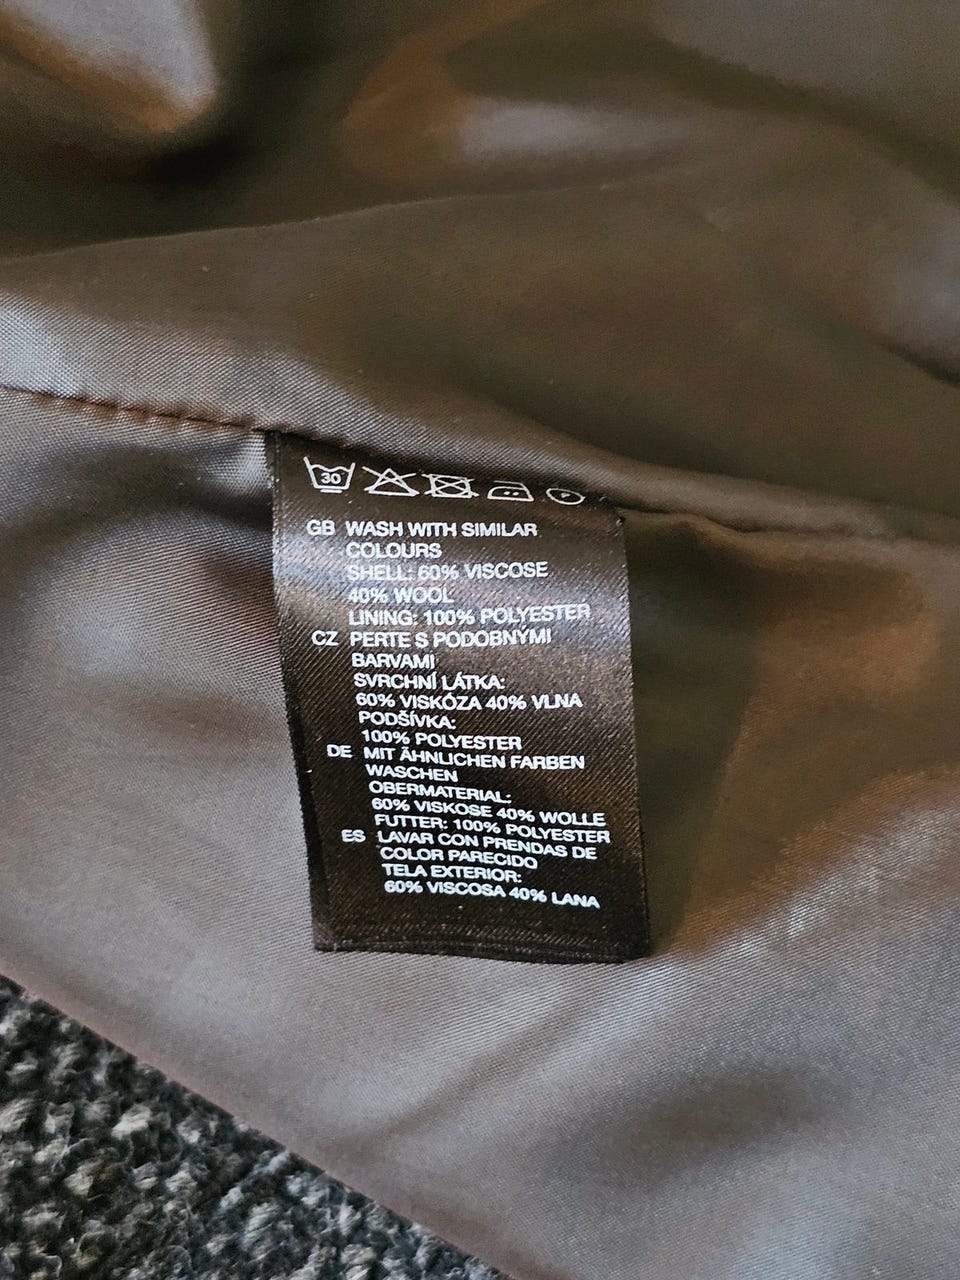 30 P
GB WASH WITH SIMILAR
COLOURS
SHELL: 60% VISCOSE
40% WOOL
LINING: 100% POLYESTER
CZ PERTE S PODOBNÝMI
BARVAMI
SVRCHNÍ LÁTKA:
60% VISKÓZA 40% VLNA
PODŠÍVKA:
100% POLYESTER
DE MIT ÄHNLICHEN FARBEN
WASCHEN
OBERMATERIAL:
60% VISKOSE 40% WOLLE
FUTTER: 100% POLYESTER
ES LAVAR CON PRENDAS DE
COLOR PARECIDO
TELA EXTERIOR:
60% VISCOSA 40% LANA